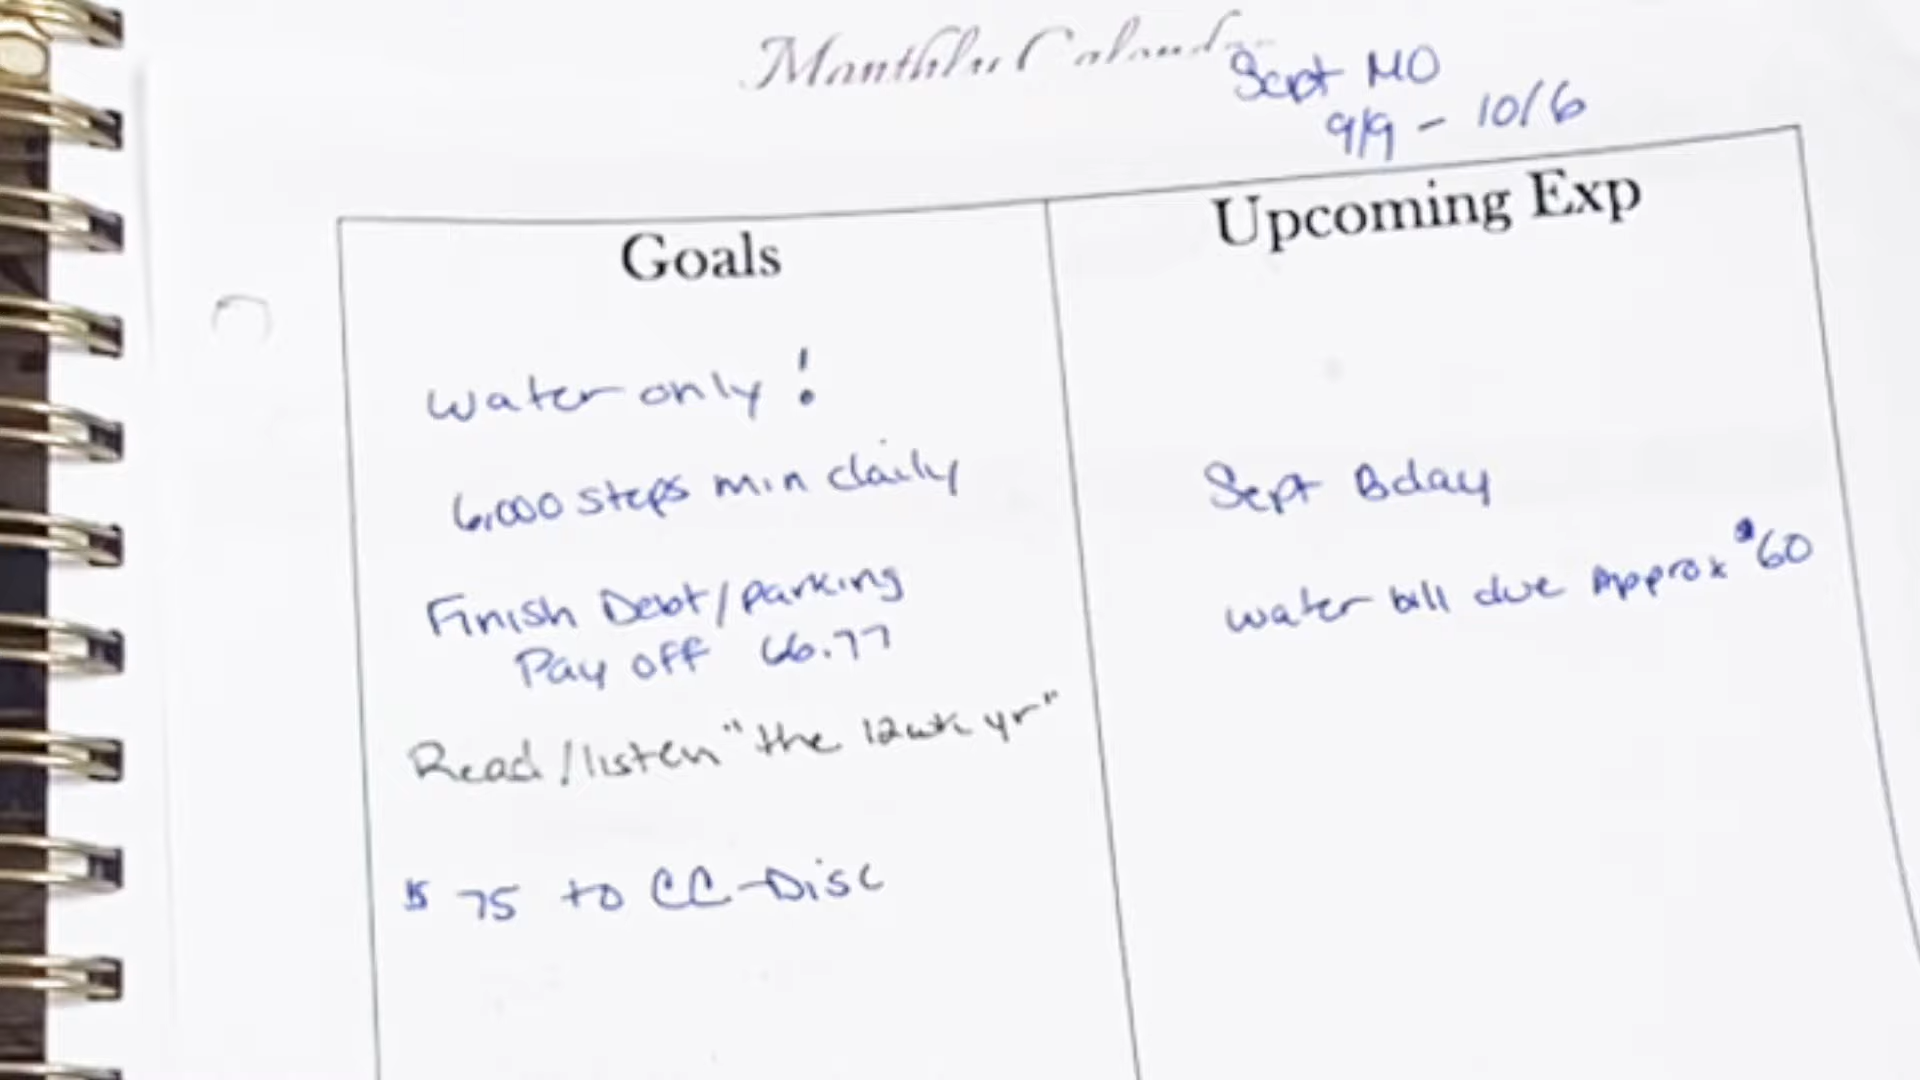 Monthly Calend
Sept MO
9/9 - 10/6
Goals
Upcoming Exp
water only !
6,000 steps min daily
Finish Debt/parking
Pay off 66.77
Read/listen "the 12wk yr"
$ 75 to CC-Disc
Sept Bday
water bill due Approx $60